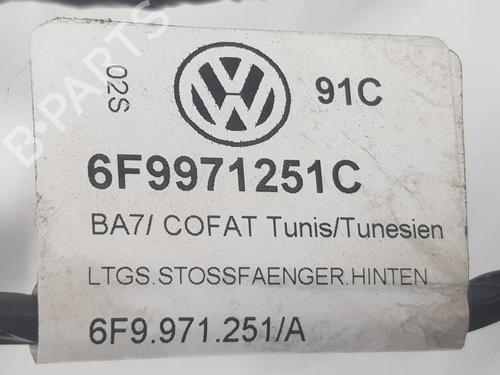 B-PARTS
02S
91C
6F9971251C
BA7/ COFAT Tunis/Tunesien
LTGS.STOSSFAENGER.HINTEN
6F9.971.251/A